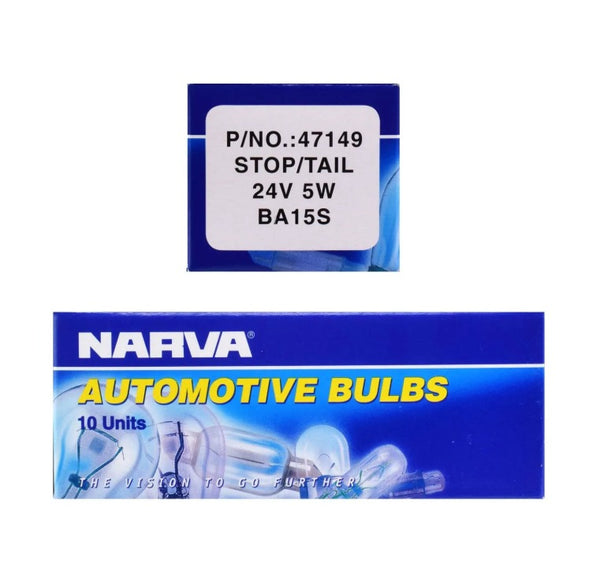 P/NO.:47149
STOP/TAIL
24V 5W
BA15S
NARVA®
AUTOMOTIVE BULBS
10 Units
THE VISION TO GO FURTHER